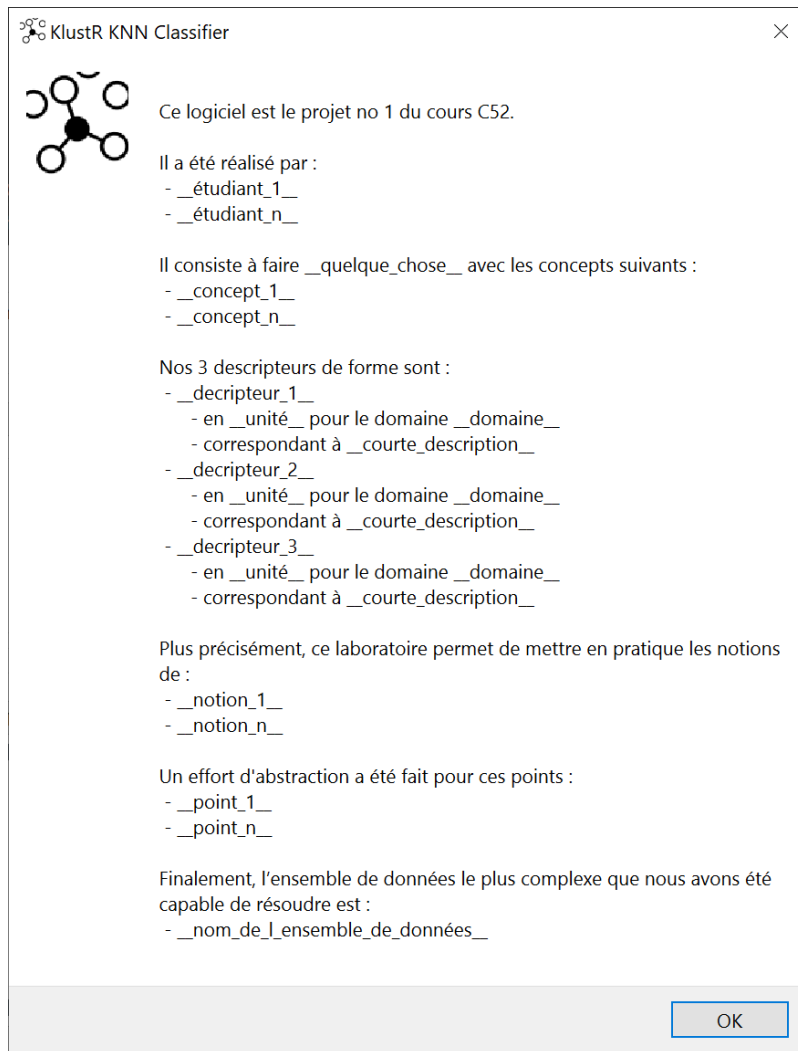 KlustR KNN Classifier
Ce logiciel est le projet no 1 du cours C52.
Il a été réalisé par :
- __étudiant_1__
- __étudiant_n__
Il consiste à faire __quelque_chose__ avec les concepts suivants :
- __concept_1__
- __concept_n__
Nos 3 descripteurs de forme sont :
- __decripteur_1__
- en __unité__ pour le domaine __domaine__
- correspondant à __courte_description__
- __decripteur_2__
- en __unité__ pour le domaine __domaine__
- correspondant à __courte_description__
- __decripteur_3__
- en __unité__ pour le domaine __domaine__
- correspondant à __courte_description__
Plus précisément, ce laboratoire permet de mettre en pratique les notions
de :
- __notion_1__
- __notion_n__
Un effort d'abstraction a été fait pour ces points :
- __point_1__
- __point_n__
Finalement, l’ensemble de données le plus complexe que nous avons été
capable de résoudre est :
- __nom_de_l_ensemble_de_données__
OK